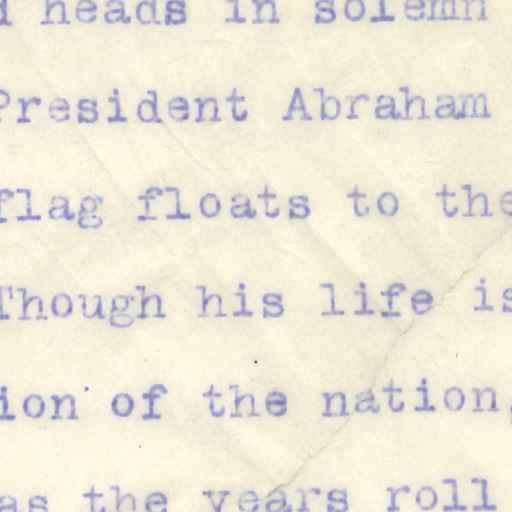 heads in solemn
President Abraham
flag floats to the
Though his life is
ion of the nation,
as the years roll